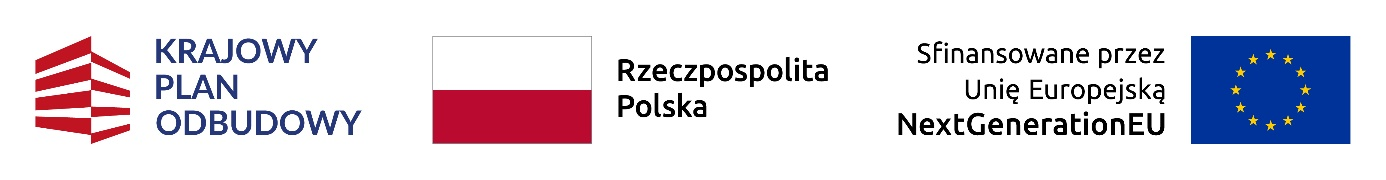 KRAJOWY
PLAN
ODBUDOWY
Rzeczpospolita
Polska
Sfinansowane przez
Unię Europejską
NextGenerationEU